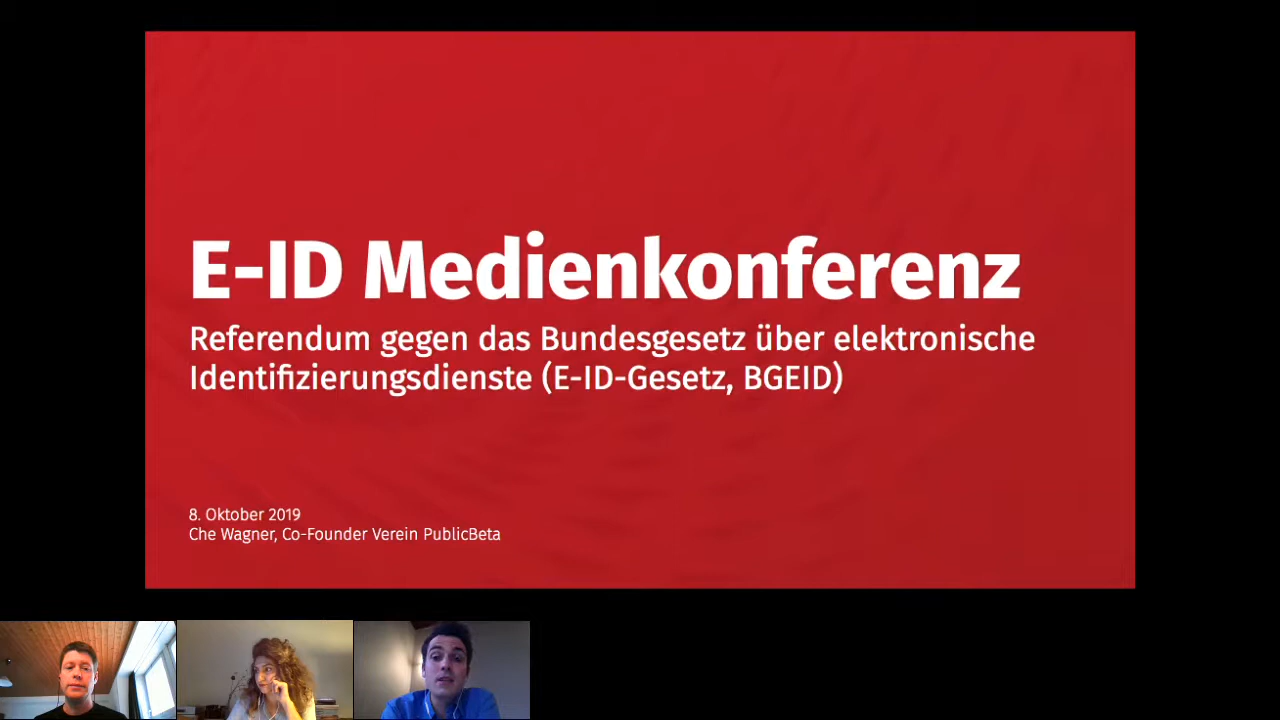 E-ID Medienkonferenz
Referendum gegen das Bundesgesetz über elektronische
Identifizierungsdienste (E-ID-Gesetz, BGEID)
8. Oktober 2019
Che Wagner, Co-Founder Verein PublicBeta